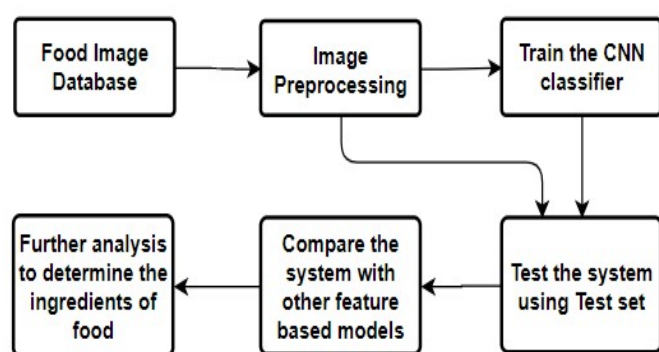 Food Image
Database
Image
Preprocessing
Train the CNN
classifier
Further analysis
to determine the
ingredients of
food
Compare the
system with
other feature
based models
Test the system
using Test set